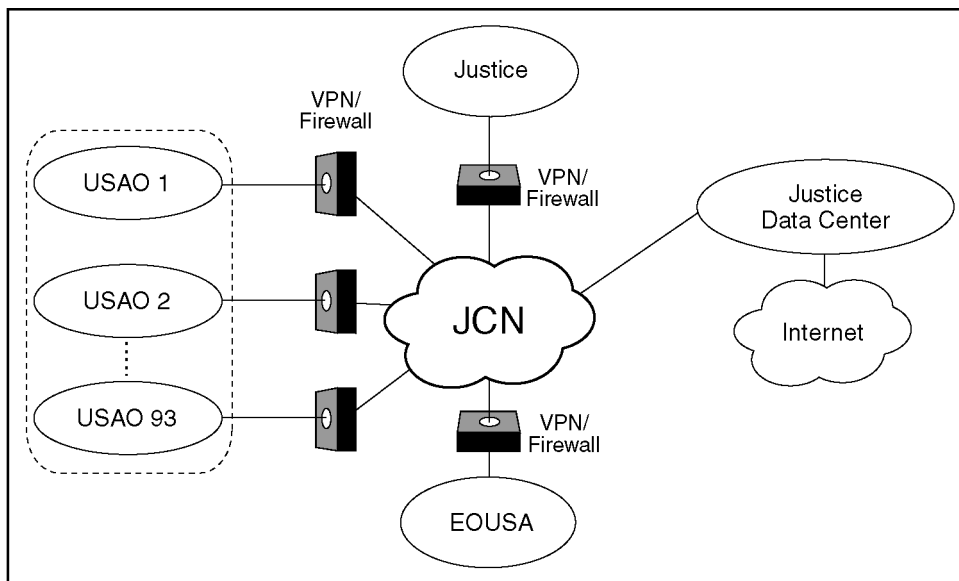 Justice
VPN/
Firewall
USAO 1
VPN/
Firewall
Justice
Data Center
USAO 2
JCN
Internet
USAO 93
VPN/
Firewall
EOUSA